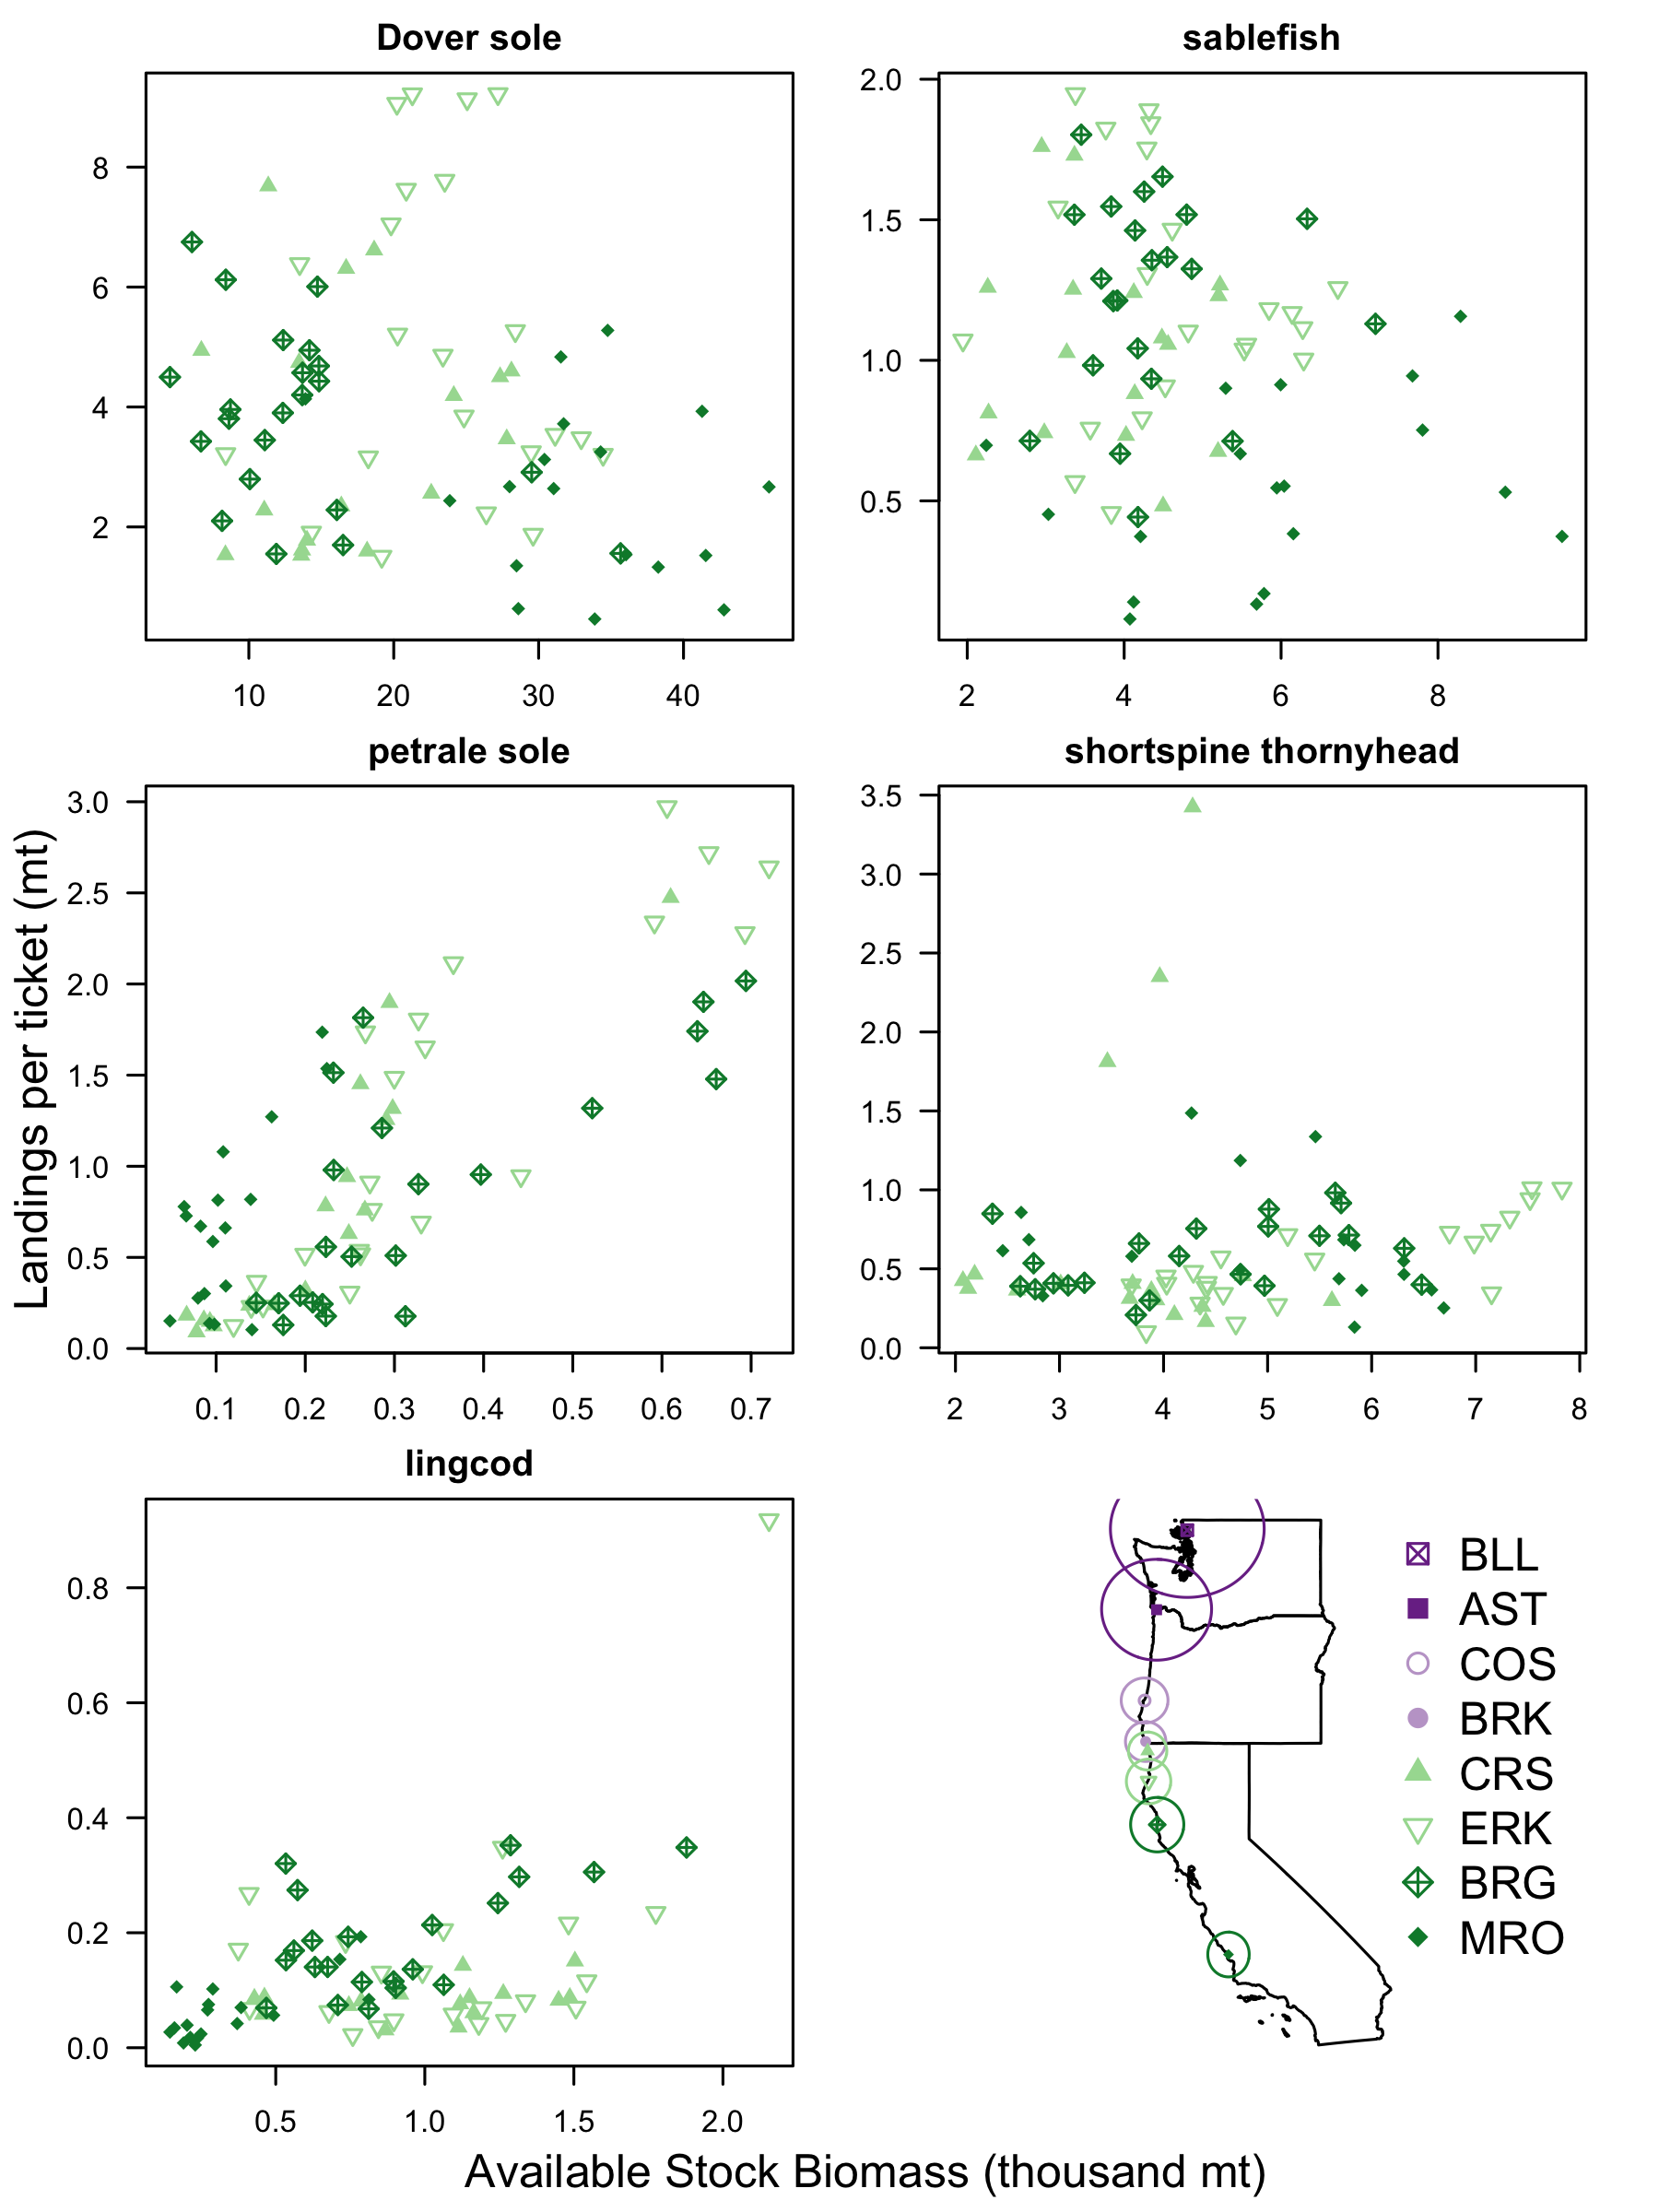 Dover sole
sablefish
8
6
4
2
10 20 30 40
2.0
1.5
1.0
0.5
2 4 6 8
petrale sole
shortspine thornyhead
Landings per ticket (mt)
3.0
2.5
2.0
1.5
1.0
0.5
0.0
0.1 0.2 0.3 0.4 0.5 0.6 0.7
3.5
3.0
2.5
2.0
1.5
1.0
0.5
0.0
2 3 4 5 6 7 8
lingcod
0.8
0.6
0.4
0.2
0.0
0.5 1.0 1.5 2.0
BLL
AST
COS
BRK
CRS
ERK
BRG
MRO
Available Stock Biomass (thousand mt)